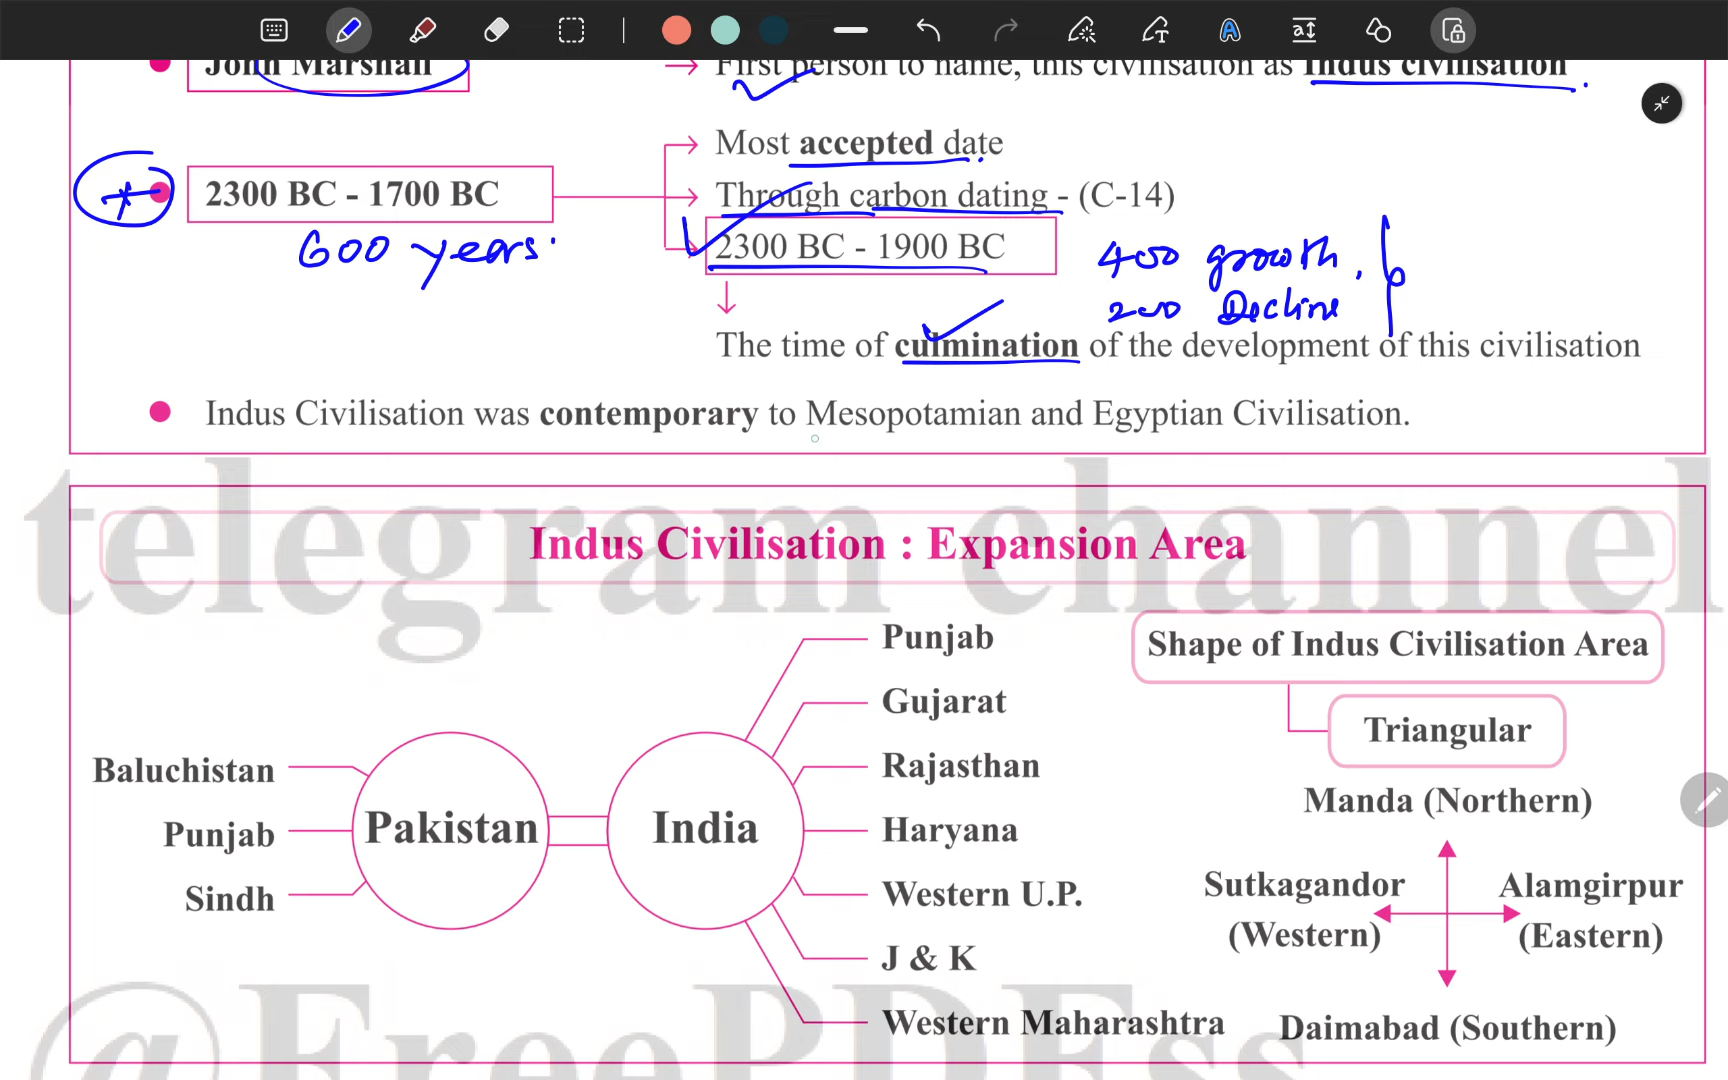 John Marshall → First person to name, this civilisation as Indus civilisation
Most accepted date
2300 BC - 1700 BC
Through carbon dating - (C-14)
600 years
2300 BC - 1900 BC
400 growth,
200 Decline
The time of culmination of the development of this civilisation
Indus Civilisation was contemporary to Mesopotamian and Egyptian Civilisation.
telegram channel
Indus Civilisation : Expansion Area
Baluchistan
Punjab
Sindh
Pakistan
India
Punjab
Gujarat
Rajasthan
Haryana
Western U.P.
J & K
Western Maharashtra
Shape of Indus Civilisation Area
Triangular
Manda (Northern)
Sutkagandor
(Western)
Alamgirpur
(Eastern)
Daimabad (Southern)
@FreePDFss